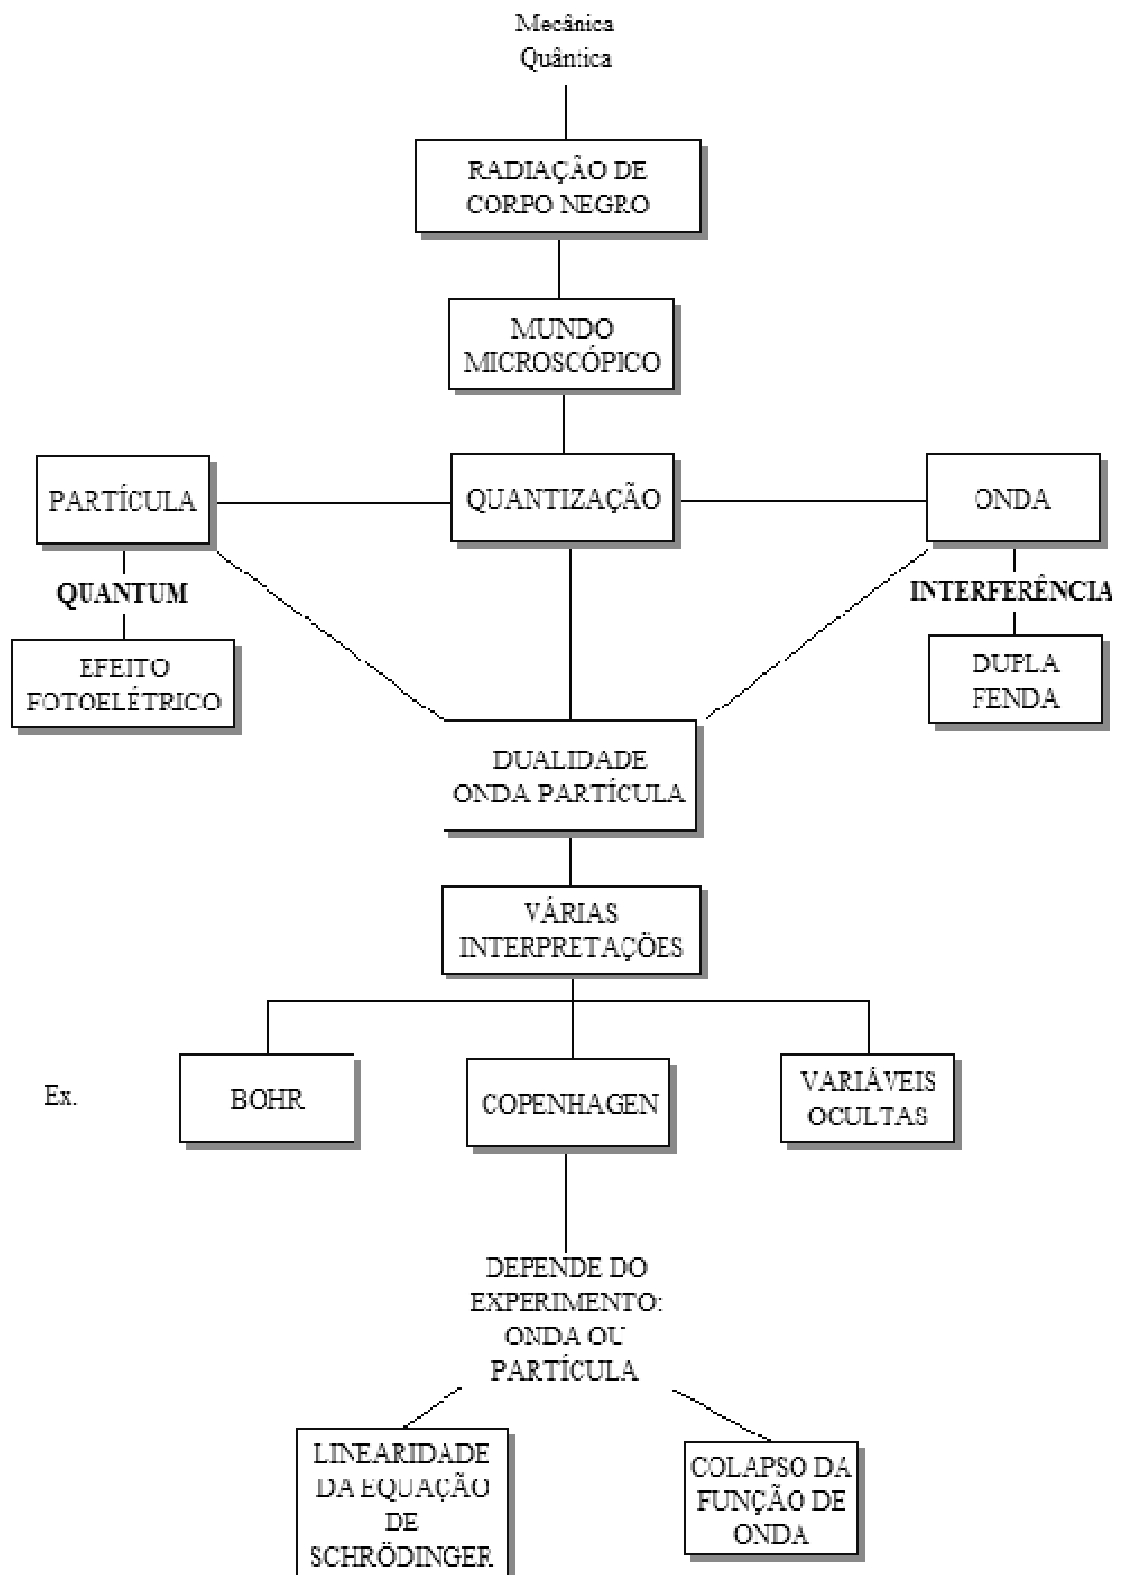 Mecânica
Quântica
RADIAÇÃO DE
CORPO NEGRO
MUNDO
MICROSCÓPICO
PARTÍCULA
QUANTIZAÇÃO
ONDA
QUANTUM
INTERFERÊNCIA
EFEITO
FOTOELÉTRICO
DUPLA
FENDA
DUALIDADE
ONDA PARTÍCULA
VÁRIAS
INTERPRETAÇÕES
Ex.
BOHR
COPENHAGEN
VARIÁVEIS
OCULTAS
DEPENDE DO
EXPERIMENTO:
ONDA OU
PARTÍCULA
LINEARIDADE
DA EQUAÇÃO
DE
SCHRÖDINGER
COLAPSO DA
FUNÇÃO DE
ONDA